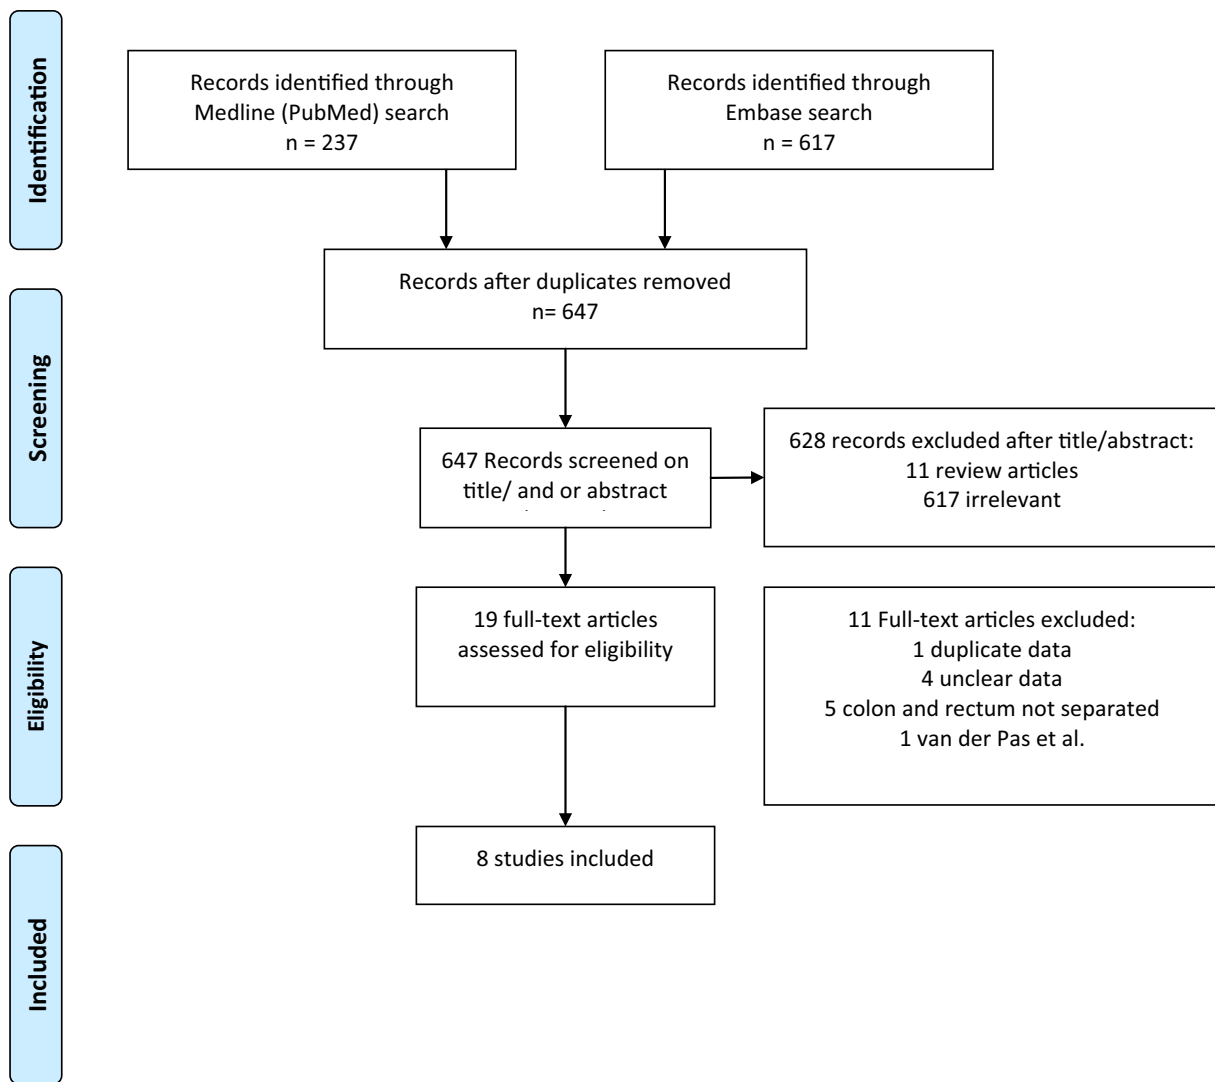 Identification
Records identified through
Medline (PubMed) search
n = 237
Records identified through
Embase search
n = 617
Records after duplicates removed
n= 647
Screening
647 Records screened on
title/ and or abstract
628 records excluded after title/abstract:
11 review articles
617 irrelevant
Eligibility
19 full-text articles
assessed for eligibility
11 Full-text articles excluded:
1 duplicate data
4 unclear data
5 colon and rectum not separated
1 van der Pas et al.
Included
8 studies included